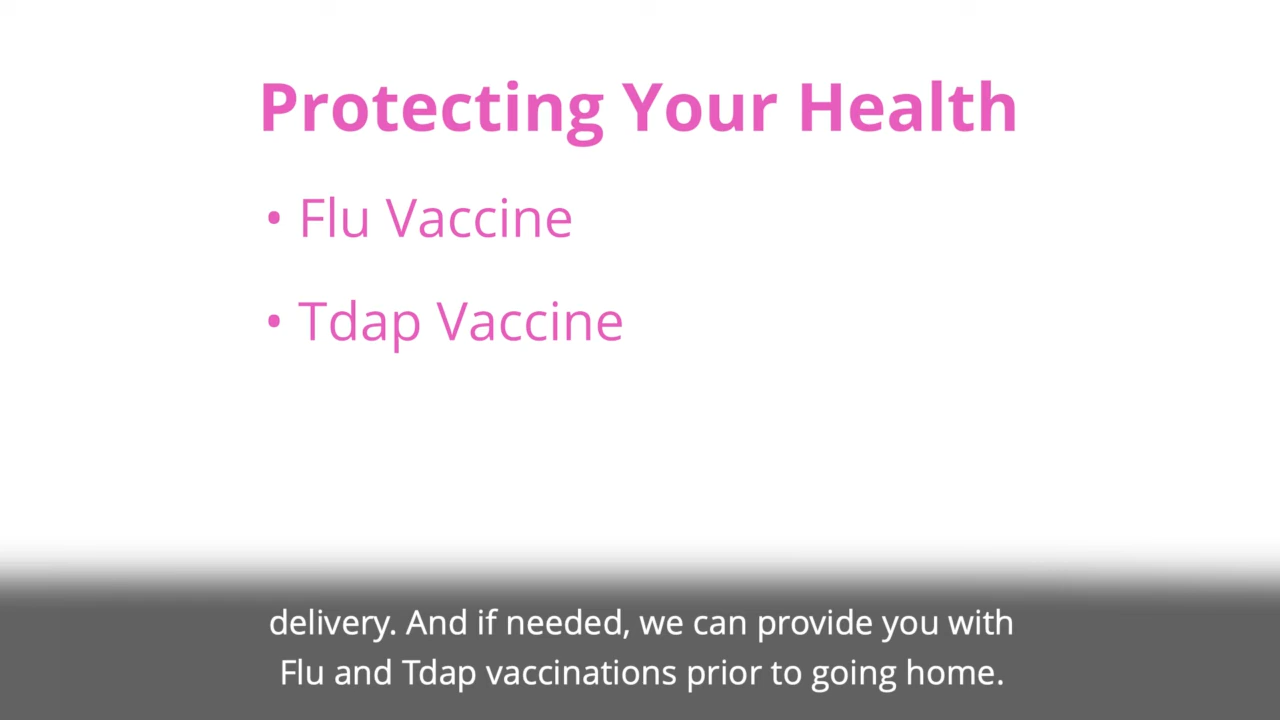 Protecting Your Health
• Flu Vaccine
• Tdap Vaccine
delivery. And if needed, we can provide you with
Flu and Tdap vaccinations prior to going home.